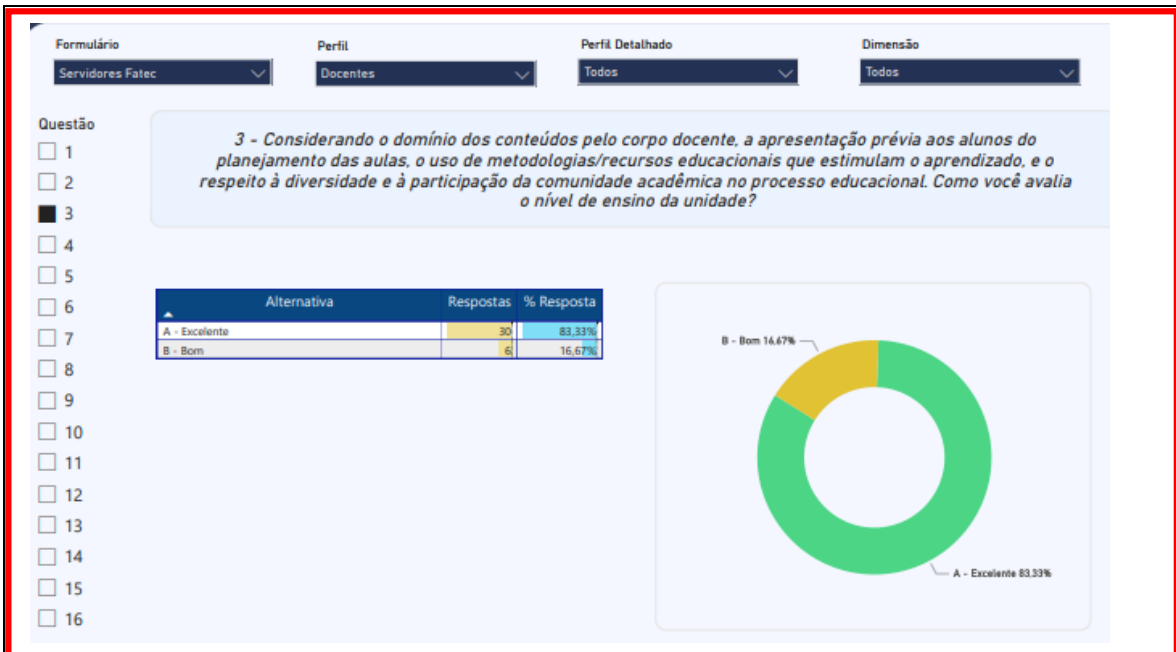 Formulário Perfil Perfil Detalhado Dimensão
Servidores Fatec Docentes Todos Todos
Questão
1
2
3
4
5
6
7
8
9
10
11
12
13
14
15
16
3 - Considerando o domínio dos conteúdos pelo corpo docente, a apresentação prévia aos alunos do
planejamento das aulas, o uso de metodologias/recursos educacionais que estimulam o aprendizado, e o
respeito à diversidade e à participação da comunidade acadêmica no processo educacional. Como você avalia
o nível de ensino da unidade?
Alternativa Respostas % Resposta
A - Excelente 30 83,33%
B - Bom 6 16,67%
B - Bom 16,67%
A - Excelente 83,33%